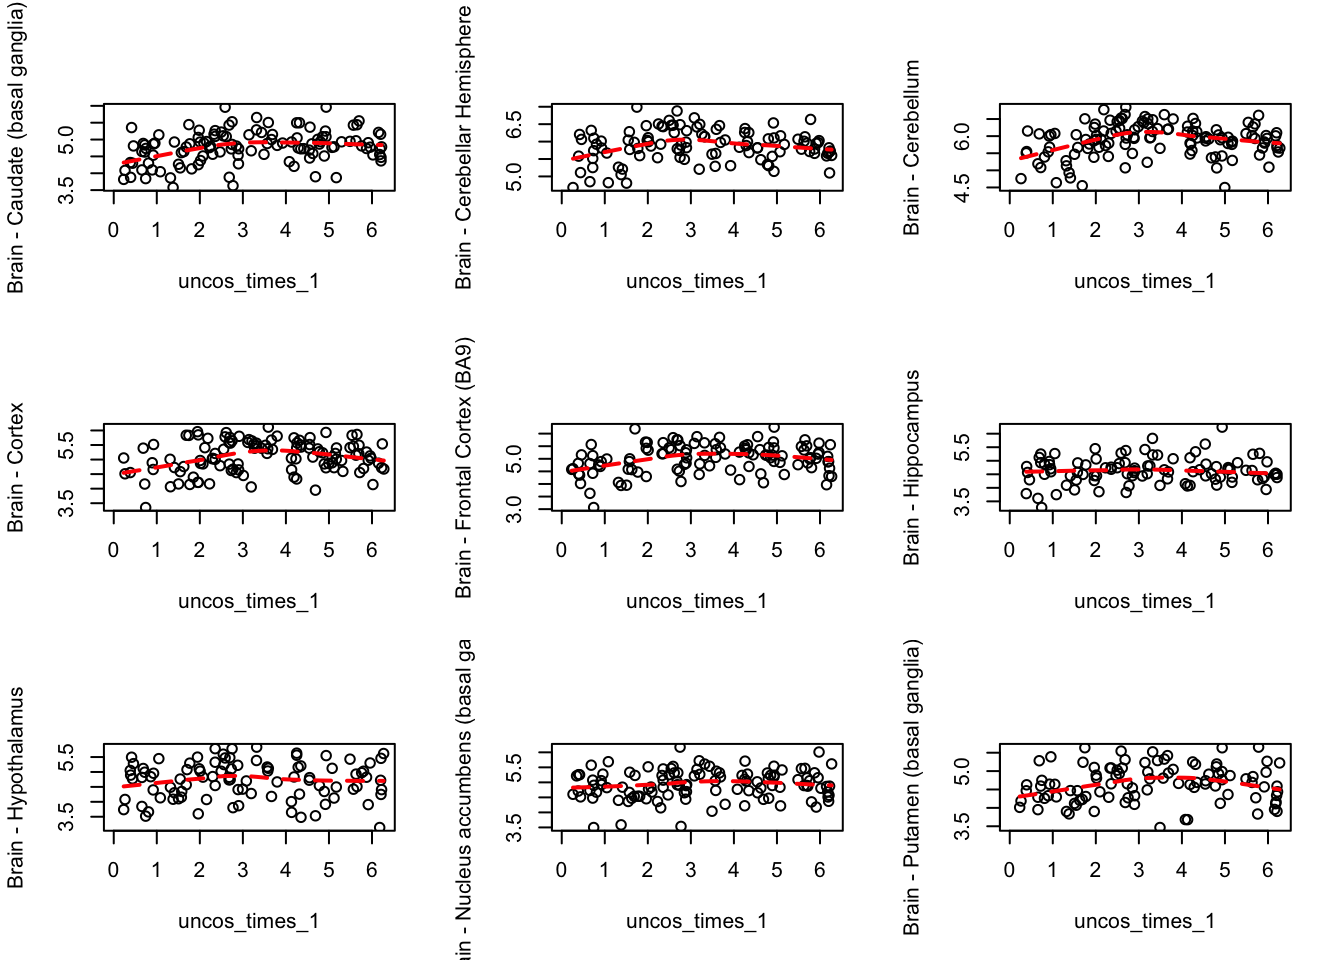 Brain - Caudate (basal ganglia)
3.5 5.0
0 1 2 3 4 5 6
uncos_times_1
Brain - Cerebellar Hemisphere
5.0 6.5
0 1 2 3 4 5 6
uncos_times_1
Brain - Cerebellum
4.5 6.0
0 1 2 3 4 5 6
uncos_times_1
Brain - Cortex
3.5 5.5
0 1 2 3 4 5 6
uncos_times_1
Brain - Frontal Cortex (BA9)
3.0 5.0
0 1 2 3 4 5 6
uncos_times_1
Brain - Hippocampus
3.5 5.5
0 1 2 3 4 5 6
uncos_times_1
Brain - Hypothalamus
3.5 5.5
0 1 2 3 4 5 6
uncos_times_1
ain - Nucleus accumbens (basal ga
3.5 5.5
0 1 2 3 4 5 6
uncos_times_1
Brain - Putamen (basal ganglia)
3.5 5.0
0 1 2 3 4 5 6
uncos_times_1